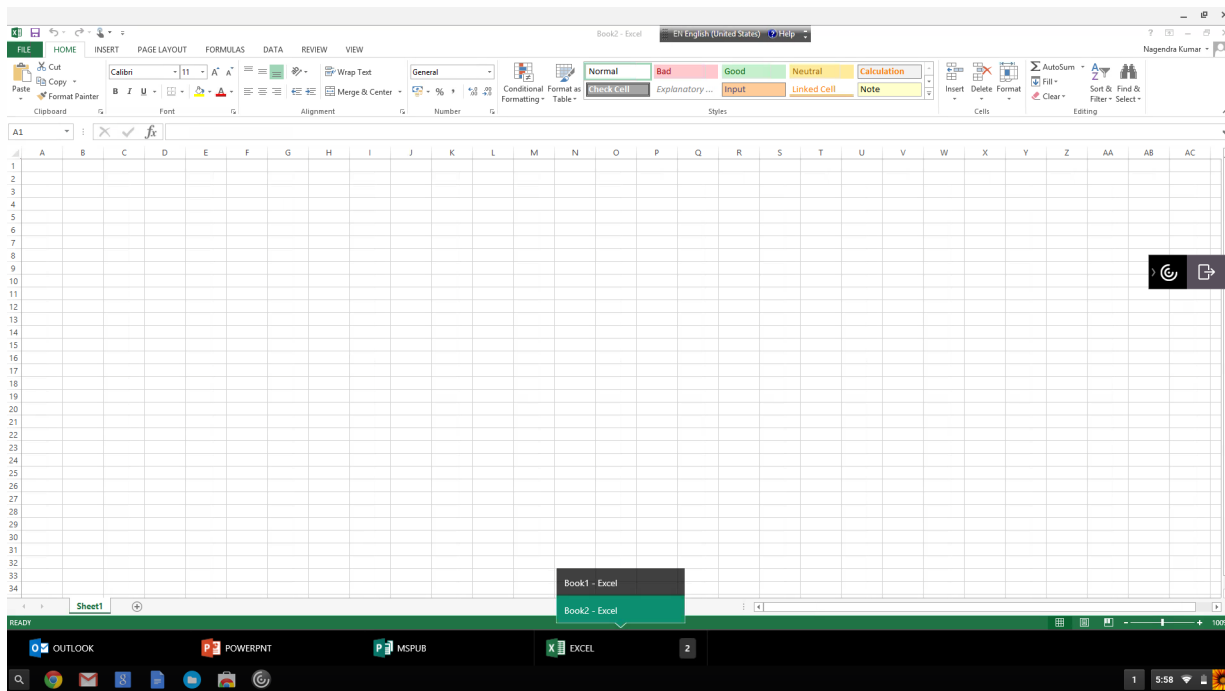 Book2 - Excel
EN English (United States) Help
FILE HOME INSERT PAGE LAYOUT FORMULAS DATA REVIEW VIEW
Nagendra Kumar
Paste
Cut
Copy
Format Painter
Calibri 11
B I U
Wrap Text
Merge & Center
General
%
Conditional Formatting
Format as Table
Normal Bad Good Neutral Calculation
Check Cell Explanatory ... Input Linked Cell Note
Insert Delete Format
AutoSum
Fill
Clear
Sort & Filter
Find & Select
Clipboard Font Alignment Number Styles Cells Editing
A1 fx
A B C D E F G H I J K L M N O P Q R S T U V W X Y Z AA AB AC
1
2
3
4
5
6
7
8
9
10
11
12
13
14
15
16
17
18
19
20
21
22
23
24
25
26
27
28
29
30
31
32
33
34
Book1 - Excel
Book2 - Excel
Sheet1
READY
100%
OUTLOOK POWERPNT MSPUB EXCEL 2
1 5:58